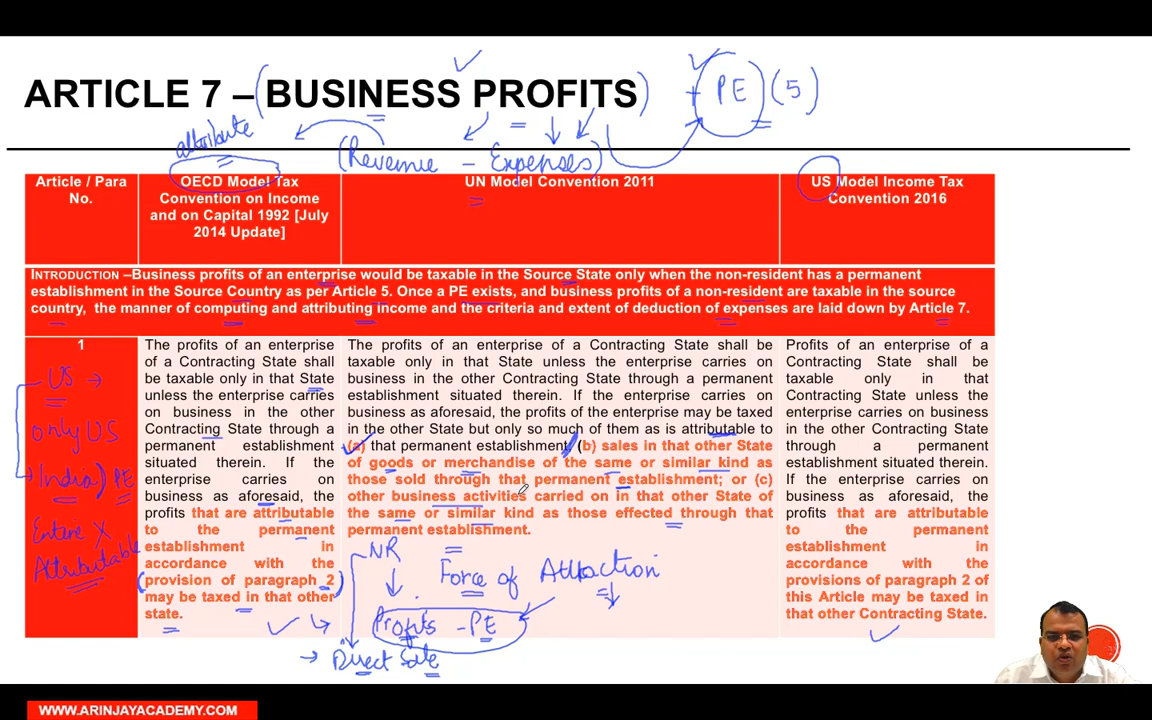 ARTICLE 7 – (BUSINESS PROFITS) + PE (5)
attribute
(Revenue – Expenses)
Article / Para
No.
OECD Model Tax
Convention on Income
and on Capital 1992 [July
2014 Update]
UN Model Convention 2011
US Model Income Tax
Convention 2016
INTRODUCTION –Business profits of an enterprise would be taxable in the Source State only when the non-resident has a permanent
establishment in the Source Country as per Article 5. Once a PE exists, and business profits of a non-resident are taxable in the source
country, the manner of computing and attributing income and the criteria and extent of deduction of expenses are laid down by Article 7.
1
US →
only US
(India) PE
Entire X
Attributable
The profits of an enterprise
of a Contracting State shall
be taxable only in that State
unless the enterprise carries
on business in the other
Contracting State through a
permanent establishment
situated therein. If the
enterprise carries on
business as aforesaid, the
profits that are attributable
to the permanent
establishment in
accordance with the
(provision of paragraph 2)
may be taxed in that other
state.
The profits of an enterprise of a Contracting State shall be
taxable only in that State unless the enterprise carries on
business in the other Contracting State through a permanent
establishment situated therein. If the enterprise carries on
business as aforesaid, the profits of the enterprise may be taxed
in the other State but only so much of them as is attributable to
(a) that permanent establishment; (b) sales in that other State
of goods or merchandise of the same or similar kind as
those sold through that permanent establishment; or (c)
other business activities carried on in that other State of
the same or similar kind as those effected through that
permanent establishment.
NR
Force of Attraction
Profits – PE
→ Direct Sale
Profits of an enterprise of a
Contracting State shall be
taxable only in that
Contracting State unless the
enterprise carries on business
in the other Contracting State
through a permanent
establishment situated therein.
If the enterprise carries on
business as aforesaid, the
profits that are attributable
to the permanent
establishment in
accordance with the
provisions of paragraph 2 of
this Article may be taxed in
that other Contracting State.
WWW.ARINJAYACADEMY.COM